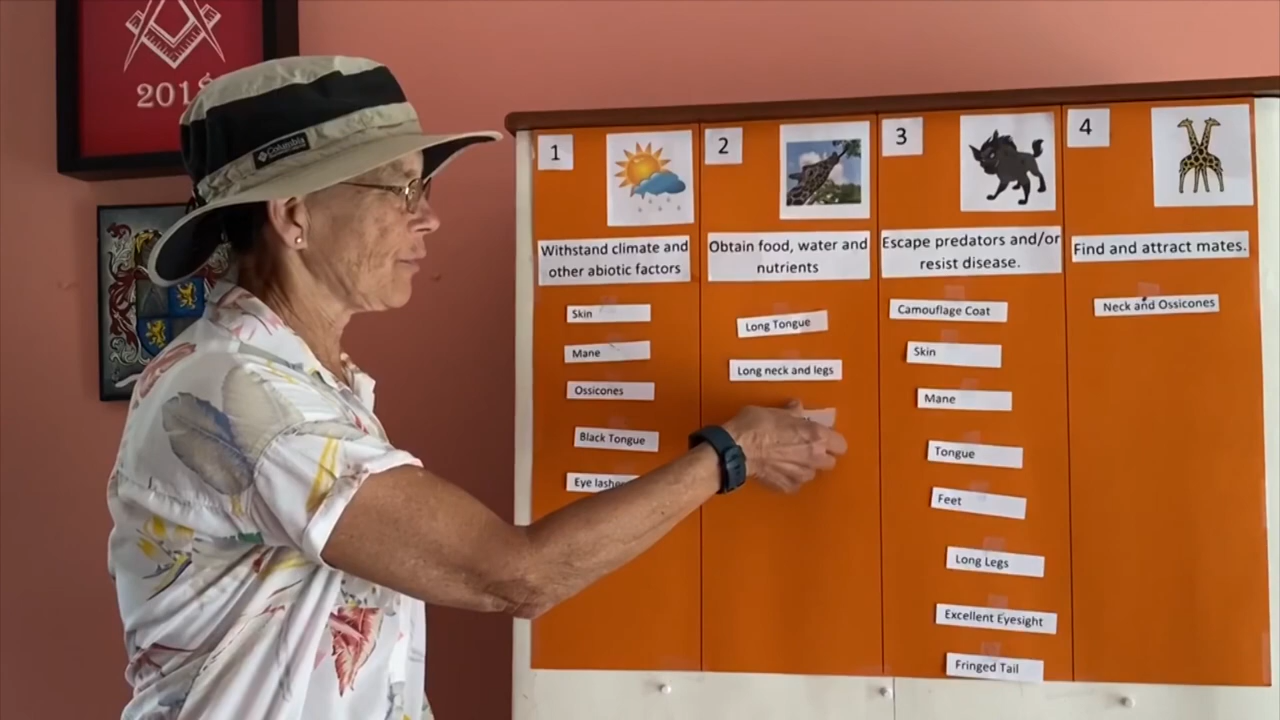 2018
Columbia
1
2
3
4
Withstand climate and
other abiotic factors
Obtain food, water and
nutrients
Escape predators and/or
resist disease.
Find and attract mates.
Skin
Mane
Ossicones
Black Tongue
Eye lashes
Long Tongue
Long neck and legs
Camouflage Coat
Skin
Mane
Tongue
Feet
Long Legs
Excellent Eyesight
Fringed Tail
Neck and Ossicones